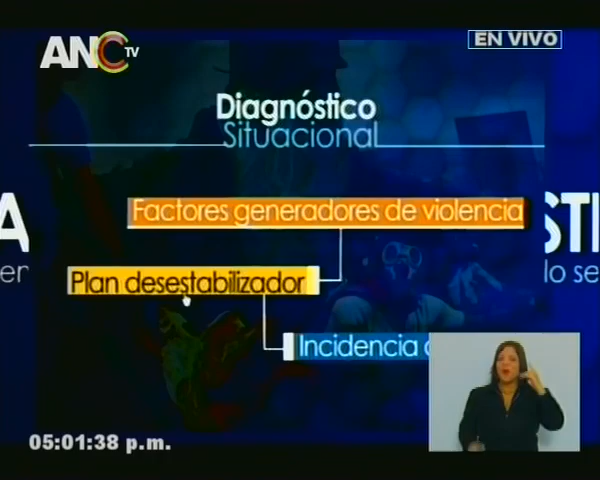 ANC TV
EN VIVO
Diagnóstico
Situacional
Factores generadores de violencia
Plan desestabilizador
Incidencia
05:01:38 p.m.